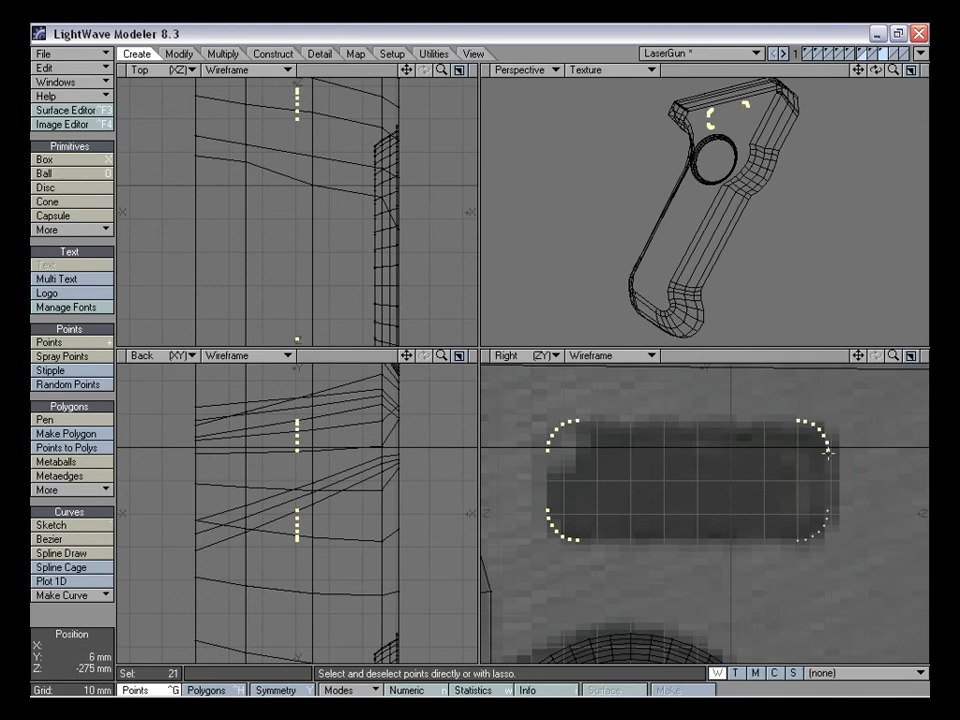 LightWave Modeler 8.3
File Create Modify Multiply Construct Detail Map Setup Utilities View LaserGun * 1
Edit Top (XZ) Wireframe Perspective Texture
Windows
Help
Surface Editor ^F3
Image Editor ^F4
Primitives
Box X
Ball O
Disc
Cone
Capsule
More
Text
Text
Multi Text
Logo
Manage Fonts
Points
Points +
Spray Points
Stipple
Random Points
Back (XY) Wireframe Right (ZY) Wireframe
Polygons
Pen
Make Polygon
Points to Polys
Metaballs
Metaedges
More
Curves
Sketch
Bezier
Spline Draw
Spline Cage
Plot 1D
Make Curve
Position
X:
Y: 6 mm
Z: -275 mm
Sel: 21 Select and deselect points directly or with lasso. W T M C S (none)
Grid: 10 mm Points ^G Polygons ^H Symmetry Y Modes Numeric n Statistics w Info i Surface Make